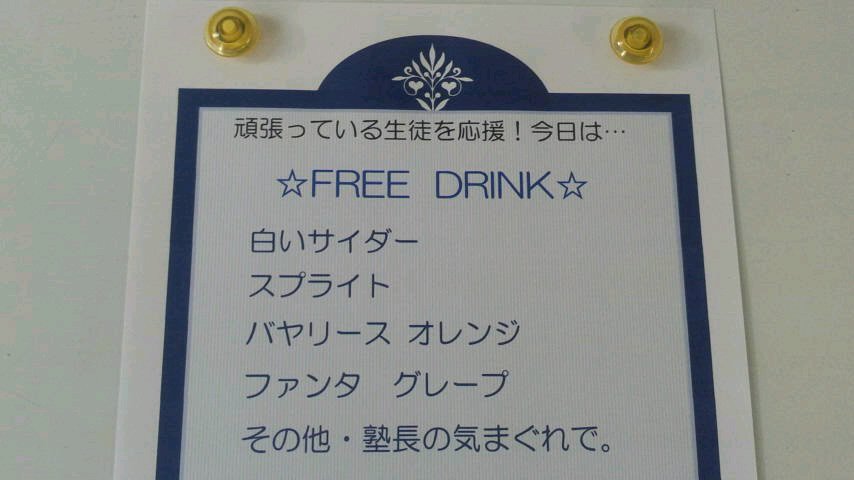 頑張っている生徒を応援！今日は…
☆FREE DRINK☆
白いサイダー
スプライト
バヤリース オレンジ
ファンタ　グレープ
その他・塾長の気まぐれで。